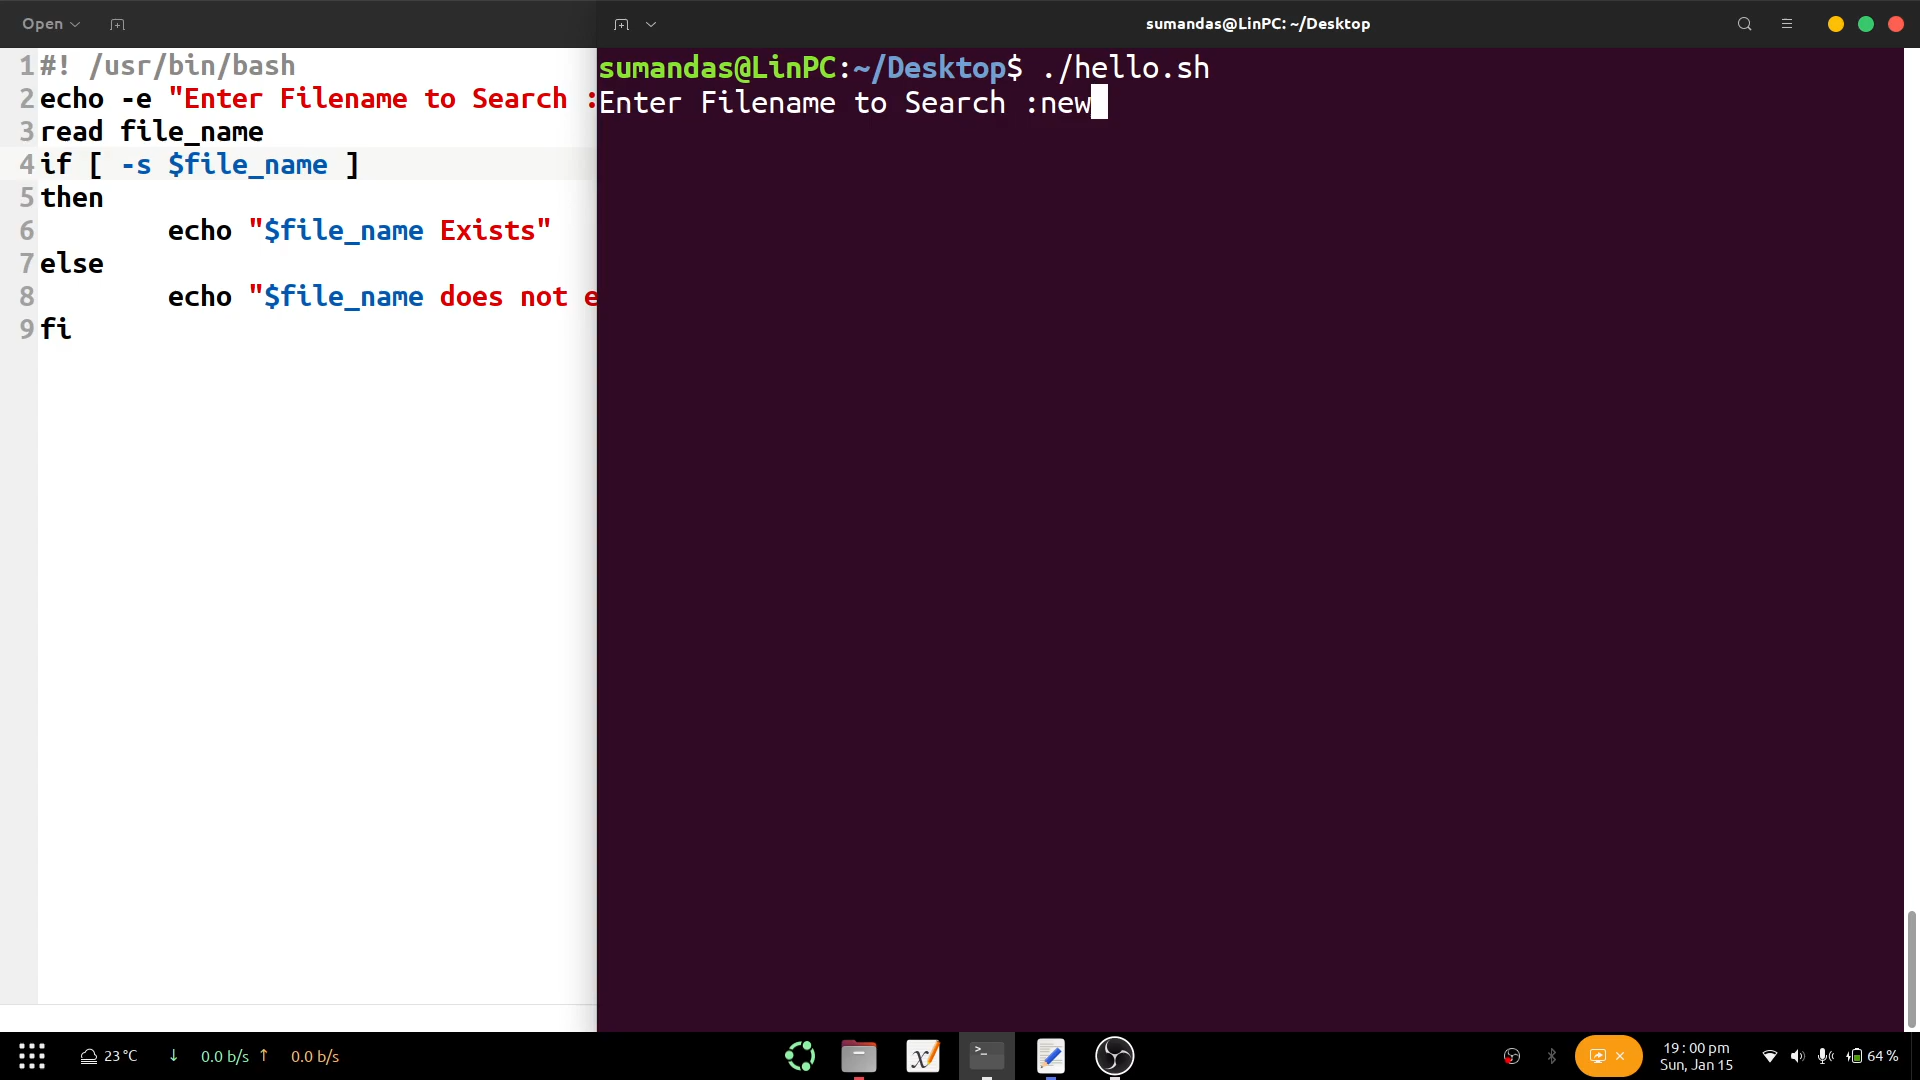 Open
sumandas@LinPC: ~/Desktop
1 #! /usr/bin/bash
2 echo -e "Enter Filename to Search :
3 read file_name
4 if [ -s $file_name ]
5 then
6 echo "$file_name Exists"
7 else
8 echo "$file_name does not e
9 fi
sumandas@LinPC:~/Desktop$ ./hello.sh
Enter Filename to Search :new
23 °C ↓ 0.0 b/s ↑ 0.0 b/s
19 : 00 pm
Sun, Jan 15
64 %